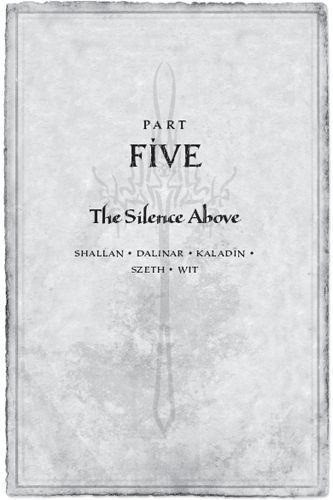 PART
FIVE
The Silence Above
SHALLAN • DALINAR • KALADIN •
SZETH • WIT